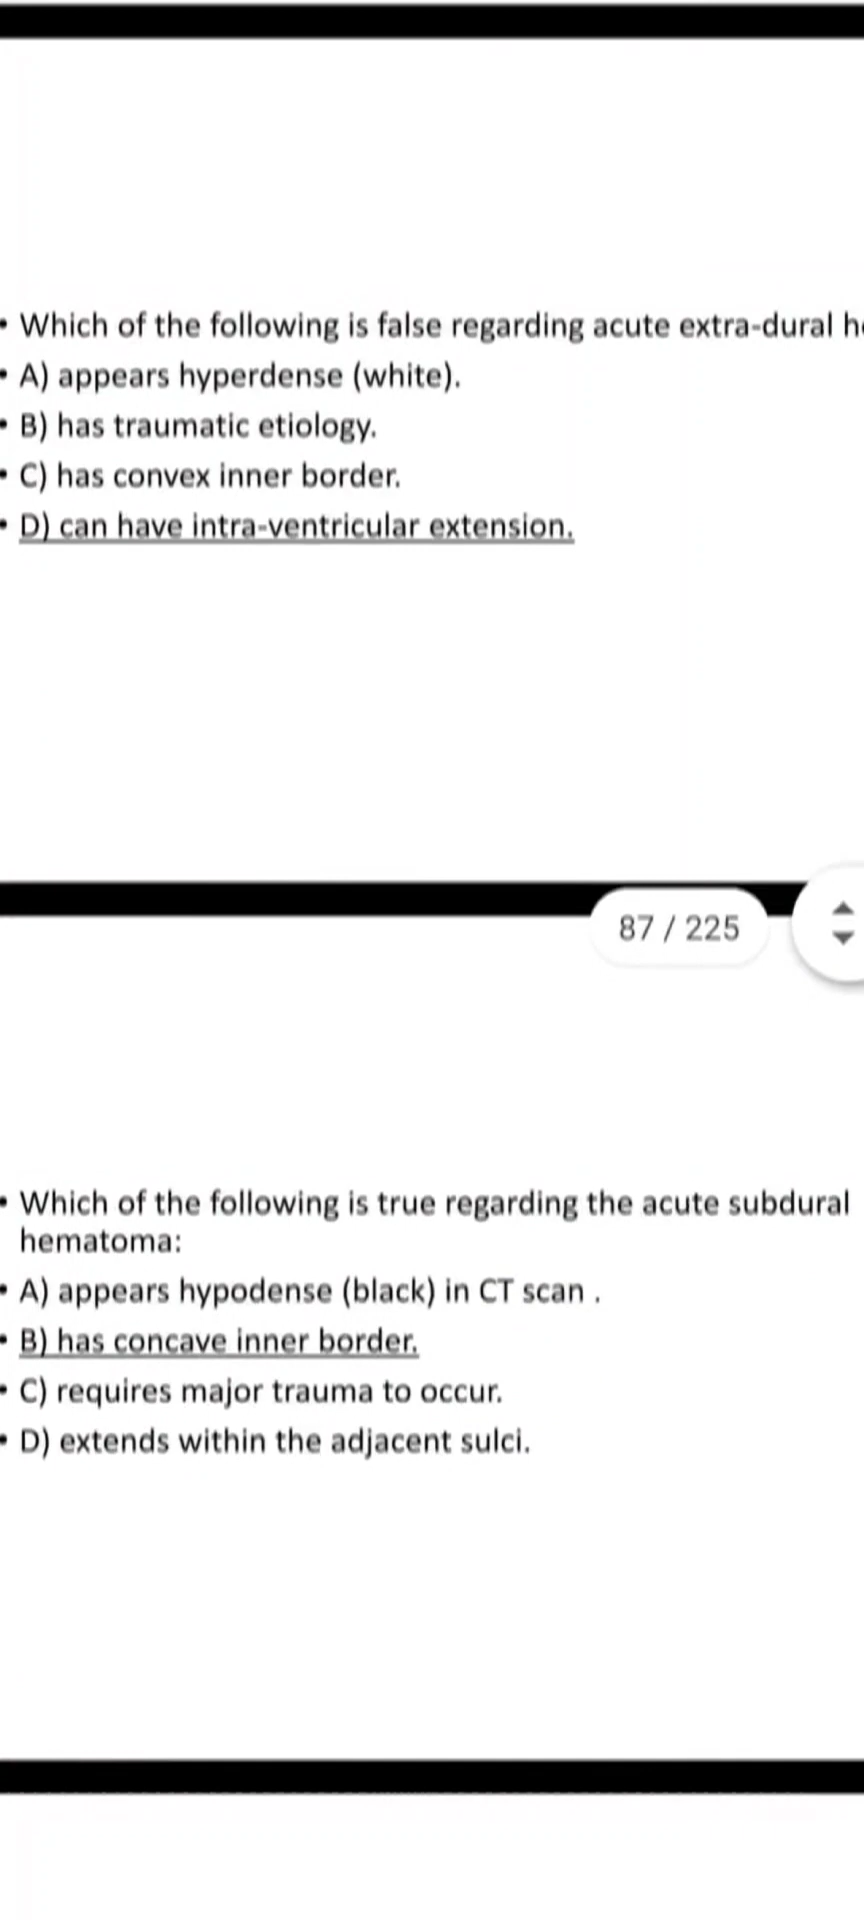 • Which of the following is false regarding acute extra-dural
• A) appears hyperdense (white).
• B) has traumatic etiology.
• C) has convex inner border.
• D) can have intra-ventricular extension.
87 / 225
• Which of the following is true regarding the acute subdural
hematoma:
• A) appears hypodense (black) in CT scan .
• B) has concave inner border.
• C) requires major trauma to occur.
• D) extends within the adjacent sulci.